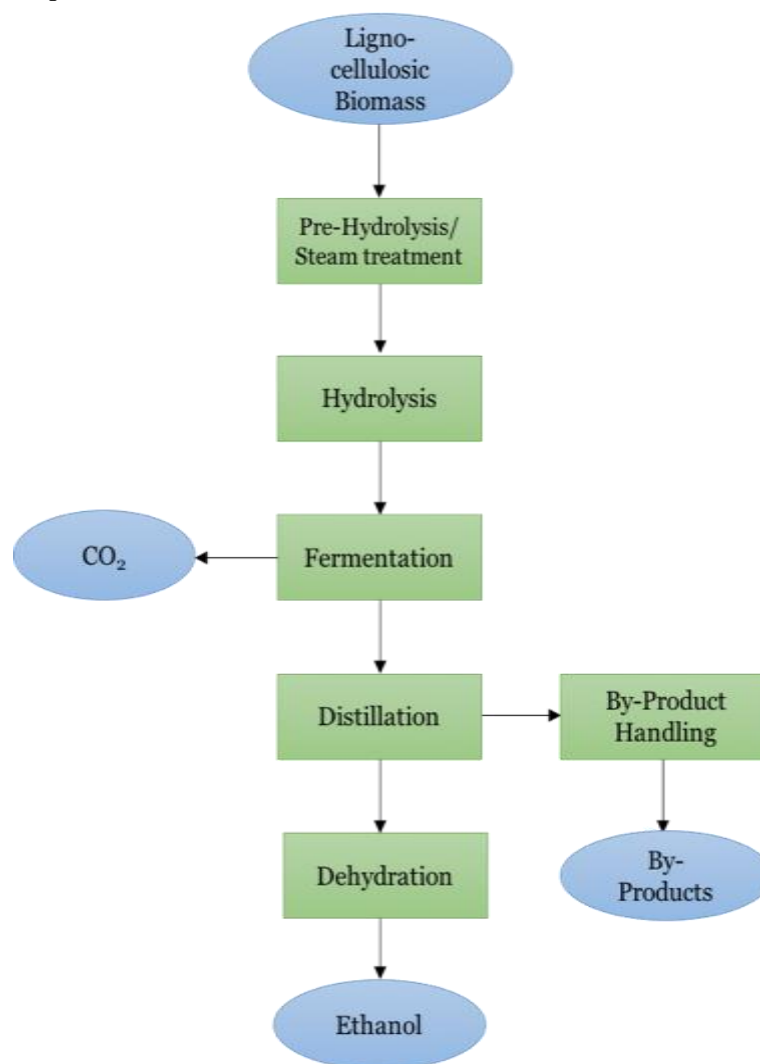 Ligno-
cellulosic
Biomass
Pre-Hydrolysis/
Steam treatment
Hydrolysis
CO₂
Fermentation
Distillation
By-Product
Handling
Dehydration
By-
Products
Ethanol